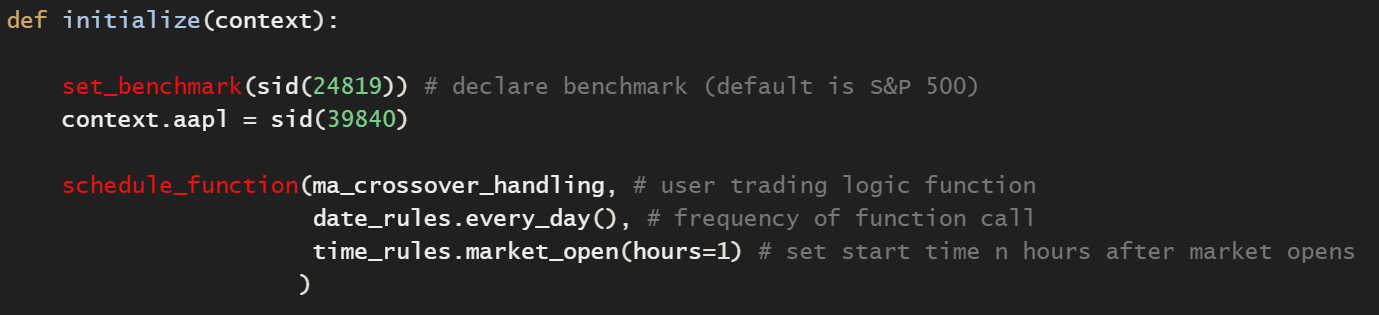 def initialize(context):
set_benchmark(sid(24819)) # declare benchmark (default is S&P 500)
context.aapl = sid(39840)
schedule_function(ma_crossover_handling, # user trading logic function
date_rules.every_day(), # frequency of function call
time_rules.market_open(hours=1) # set start time n hours after market opens
)